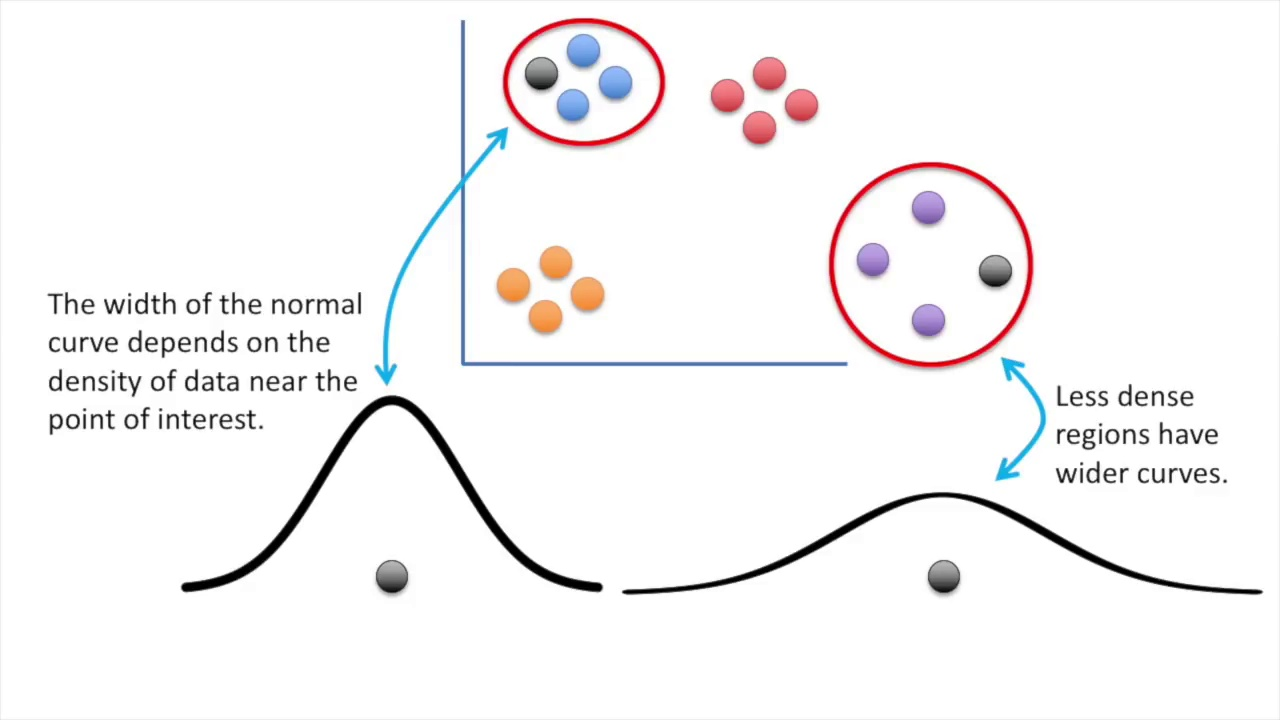 The width of the normal
curve depends on the
density of data near the
point of interest.
Less dense
regions have
wider curves.